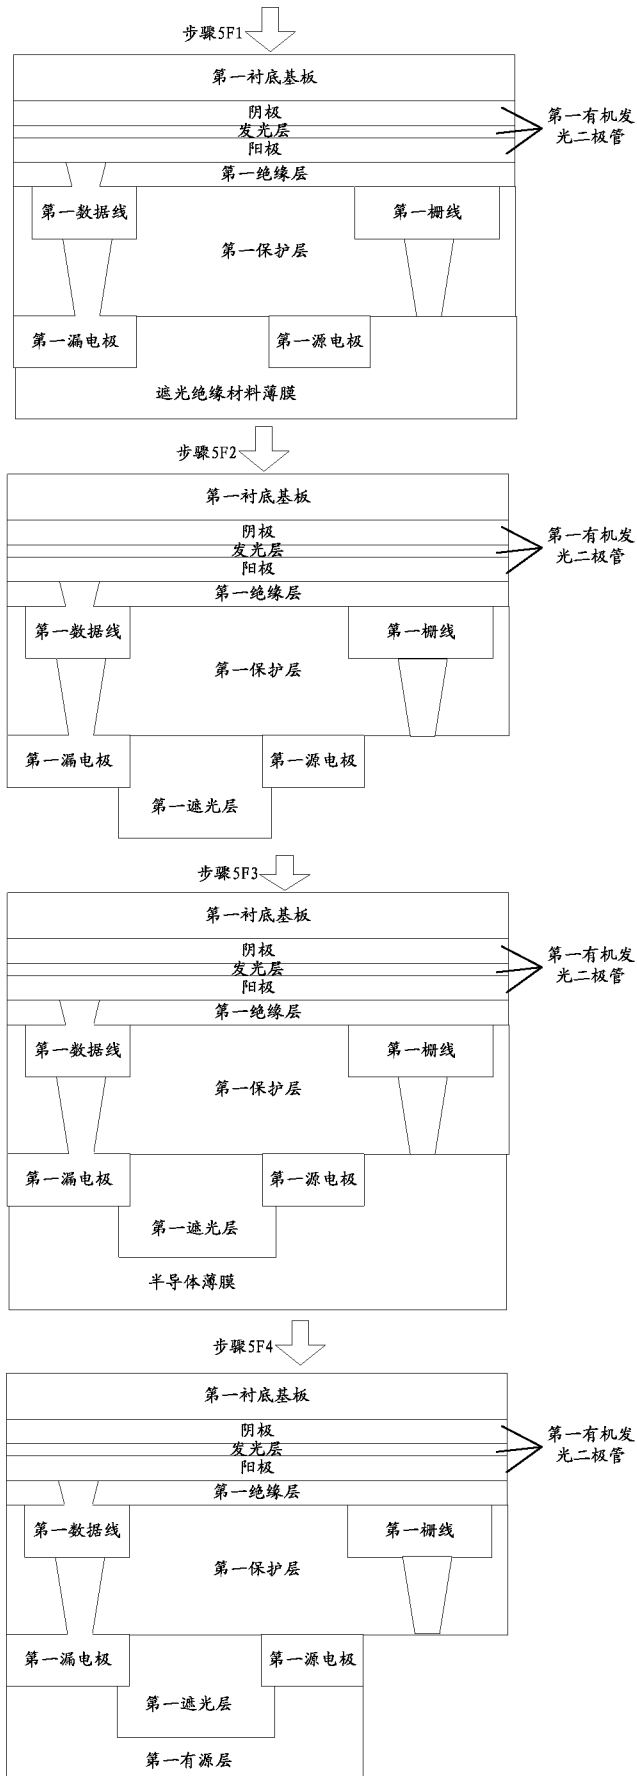 步骤5F1
第一衬底基板
阴极
发光层
阳极
第一有机发
光二极管
第一绝缘层
第一数据线
第一栅线
第一保护层
第一漏电极
第一源电极
遮光绝缘材料薄膜
步骤5F2
第一衬底基板
阴极
发光层
阳极
第一有机发
光二极管
第一绝缘层
第一数据线
第一栅线
第一保护层
第一漏电极
第一源电极
第一遮光层
步骤5F3
第一衬底基板
阴极
发光层
阳极
第一有机发
光二极管
第一绝缘层
第一数据线
第一栅线
第一保护层
第一漏电极
第一源电极
第一遮光层
半导体薄膜
步骤5F4
第一衬底基板
阴极
发光层
阳极
第一有机发
光二极管
第一绝缘层
第一数据线
第一栅线
第一保护层
第一漏电极
第一源电极
第一遮光层
第一有源层